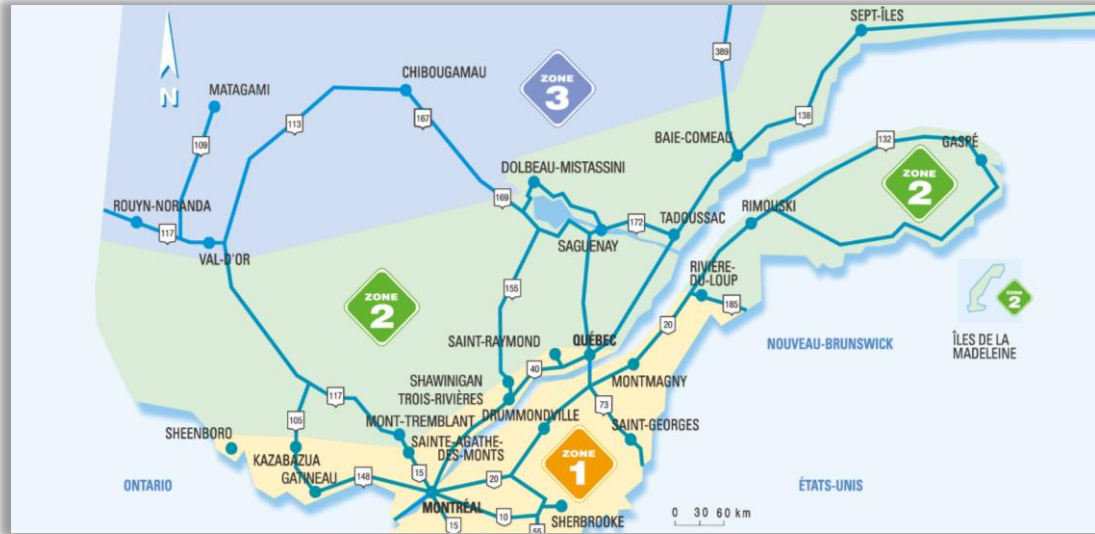 SEPT-ÎLES
389
CHIBOUGAMAU
ZONE
3
N
MATAGAMI
113
167
138
109
BAIE-COMEAU
132
GASPÉ
DOLBEAU-MISTASSINI
ZONE
2
ROUYN-NORANDA
169
172
TADOUSSAC
RIMOUSKI
117
VAL-D'OR
SAGUENAY
RIVIÈRE-
DU-LOUP
155
185
ZONE
2
ZONE
2
20
SAINT-RAYMOND
QUÉBEC
NOUVEAU-BRUNSWICK
ÎLES DE LA
MADELEINE
40
SHAWINIGAN
MONTMAGNY
TROIS-RIVIÈRES
117
73
105
MONT-TREMBLANT
DRUMMONDVILLE
SAINT-GEORGES
SHEENBORO
SAINTE-AGATHE-
DES-MONTS
KAZABAZUA
ZONE
1
15
148
GATINEAU
20
ONTARIO
ÉTATS-UNIS
MONTRÉAL
10
SHERBROOKE
0 30 60 km
15
55